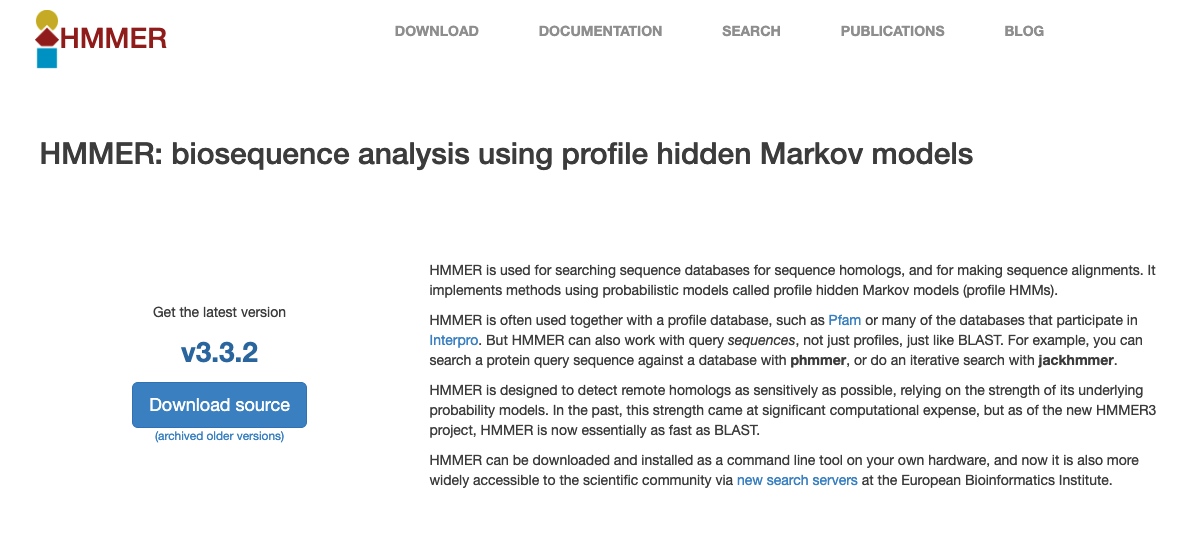 HMMER
DOWNLOAD
DOCUMENTATION
SEARCH
PUBLICATIONS
BLOG
HMMER: biosequence analysis using profile hidden Markov models
Get the latest version
v3.3.2
Download source
(archived older versions)
HMMER is used for searching sequence databases for sequence homologs, and for making sequence alignments. It
implements methods using probabilistic models called profile hidden Markov models (profile HMMs).
HMMER is often used together with a profile database, such as Pfam or many of the databases that participate in
Interpro. But HMMER can also work with query sequences, not just profiles, just like BLAST. For example, you can
search a protein query sequence against a database with phmmer, or do an iterative search with jackhmmer.
HMMER is designed to detect remote homologs as sensitively as possible, relying on the strength of its underlying
probability models. In the past, this strength came at significant computational expense, but as of the new HMMER3
project, HMMER is now essentially as fast as BLAST.
HMMER can be downloaded and installed as a command line tool on your own hardware, and now it is also more
widely accessible to the scientific community via new search servers at the European Bioinformatics Institute.